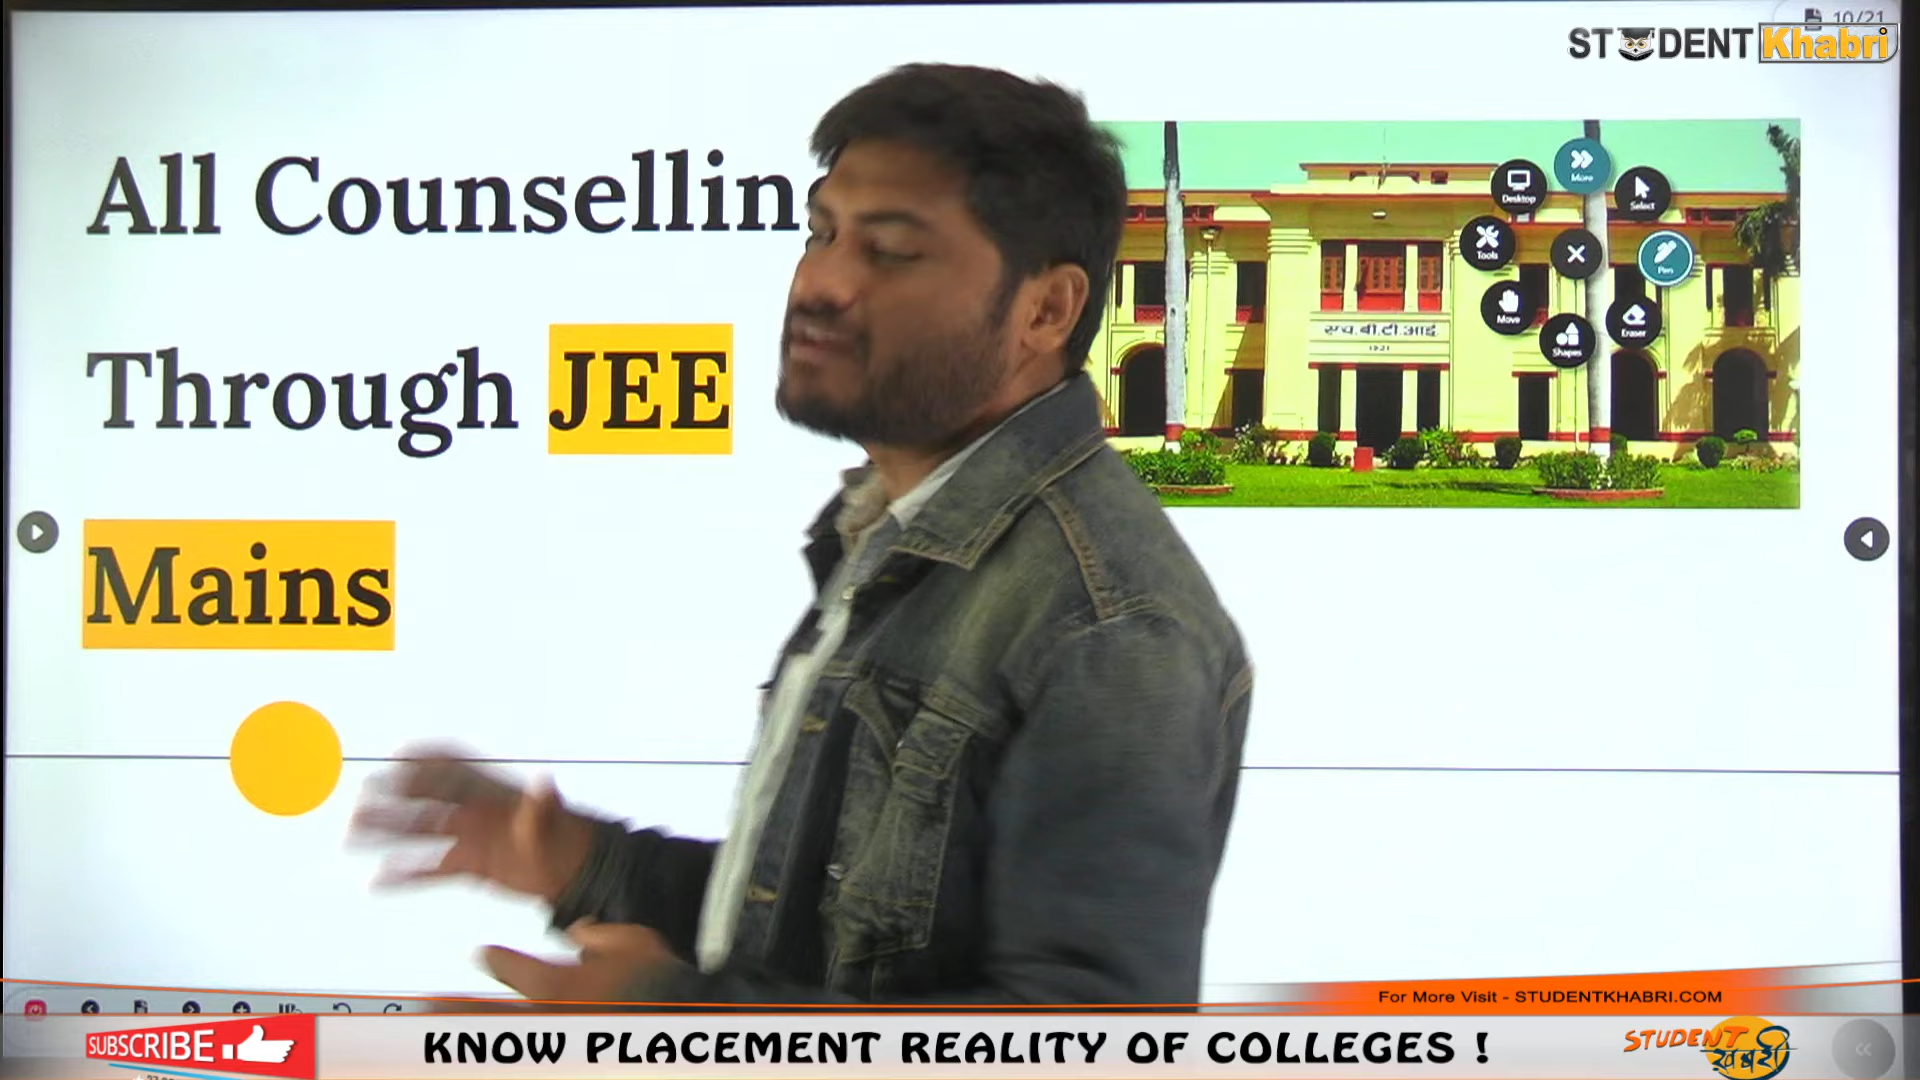 10/21
STUDENT Khabri
All Counselling
Through JEE
Mains
Desktop
More
Select
Tools
Pen
Move
Shapes
Eraser
एच.बी.टी.आई.
1921
For More Visit - STUDENTKHABRI.COM
SUBSCRIBE
KNOW PLACEMENT REALITY OF COLLEGES !
STUDENT
ख़बरी